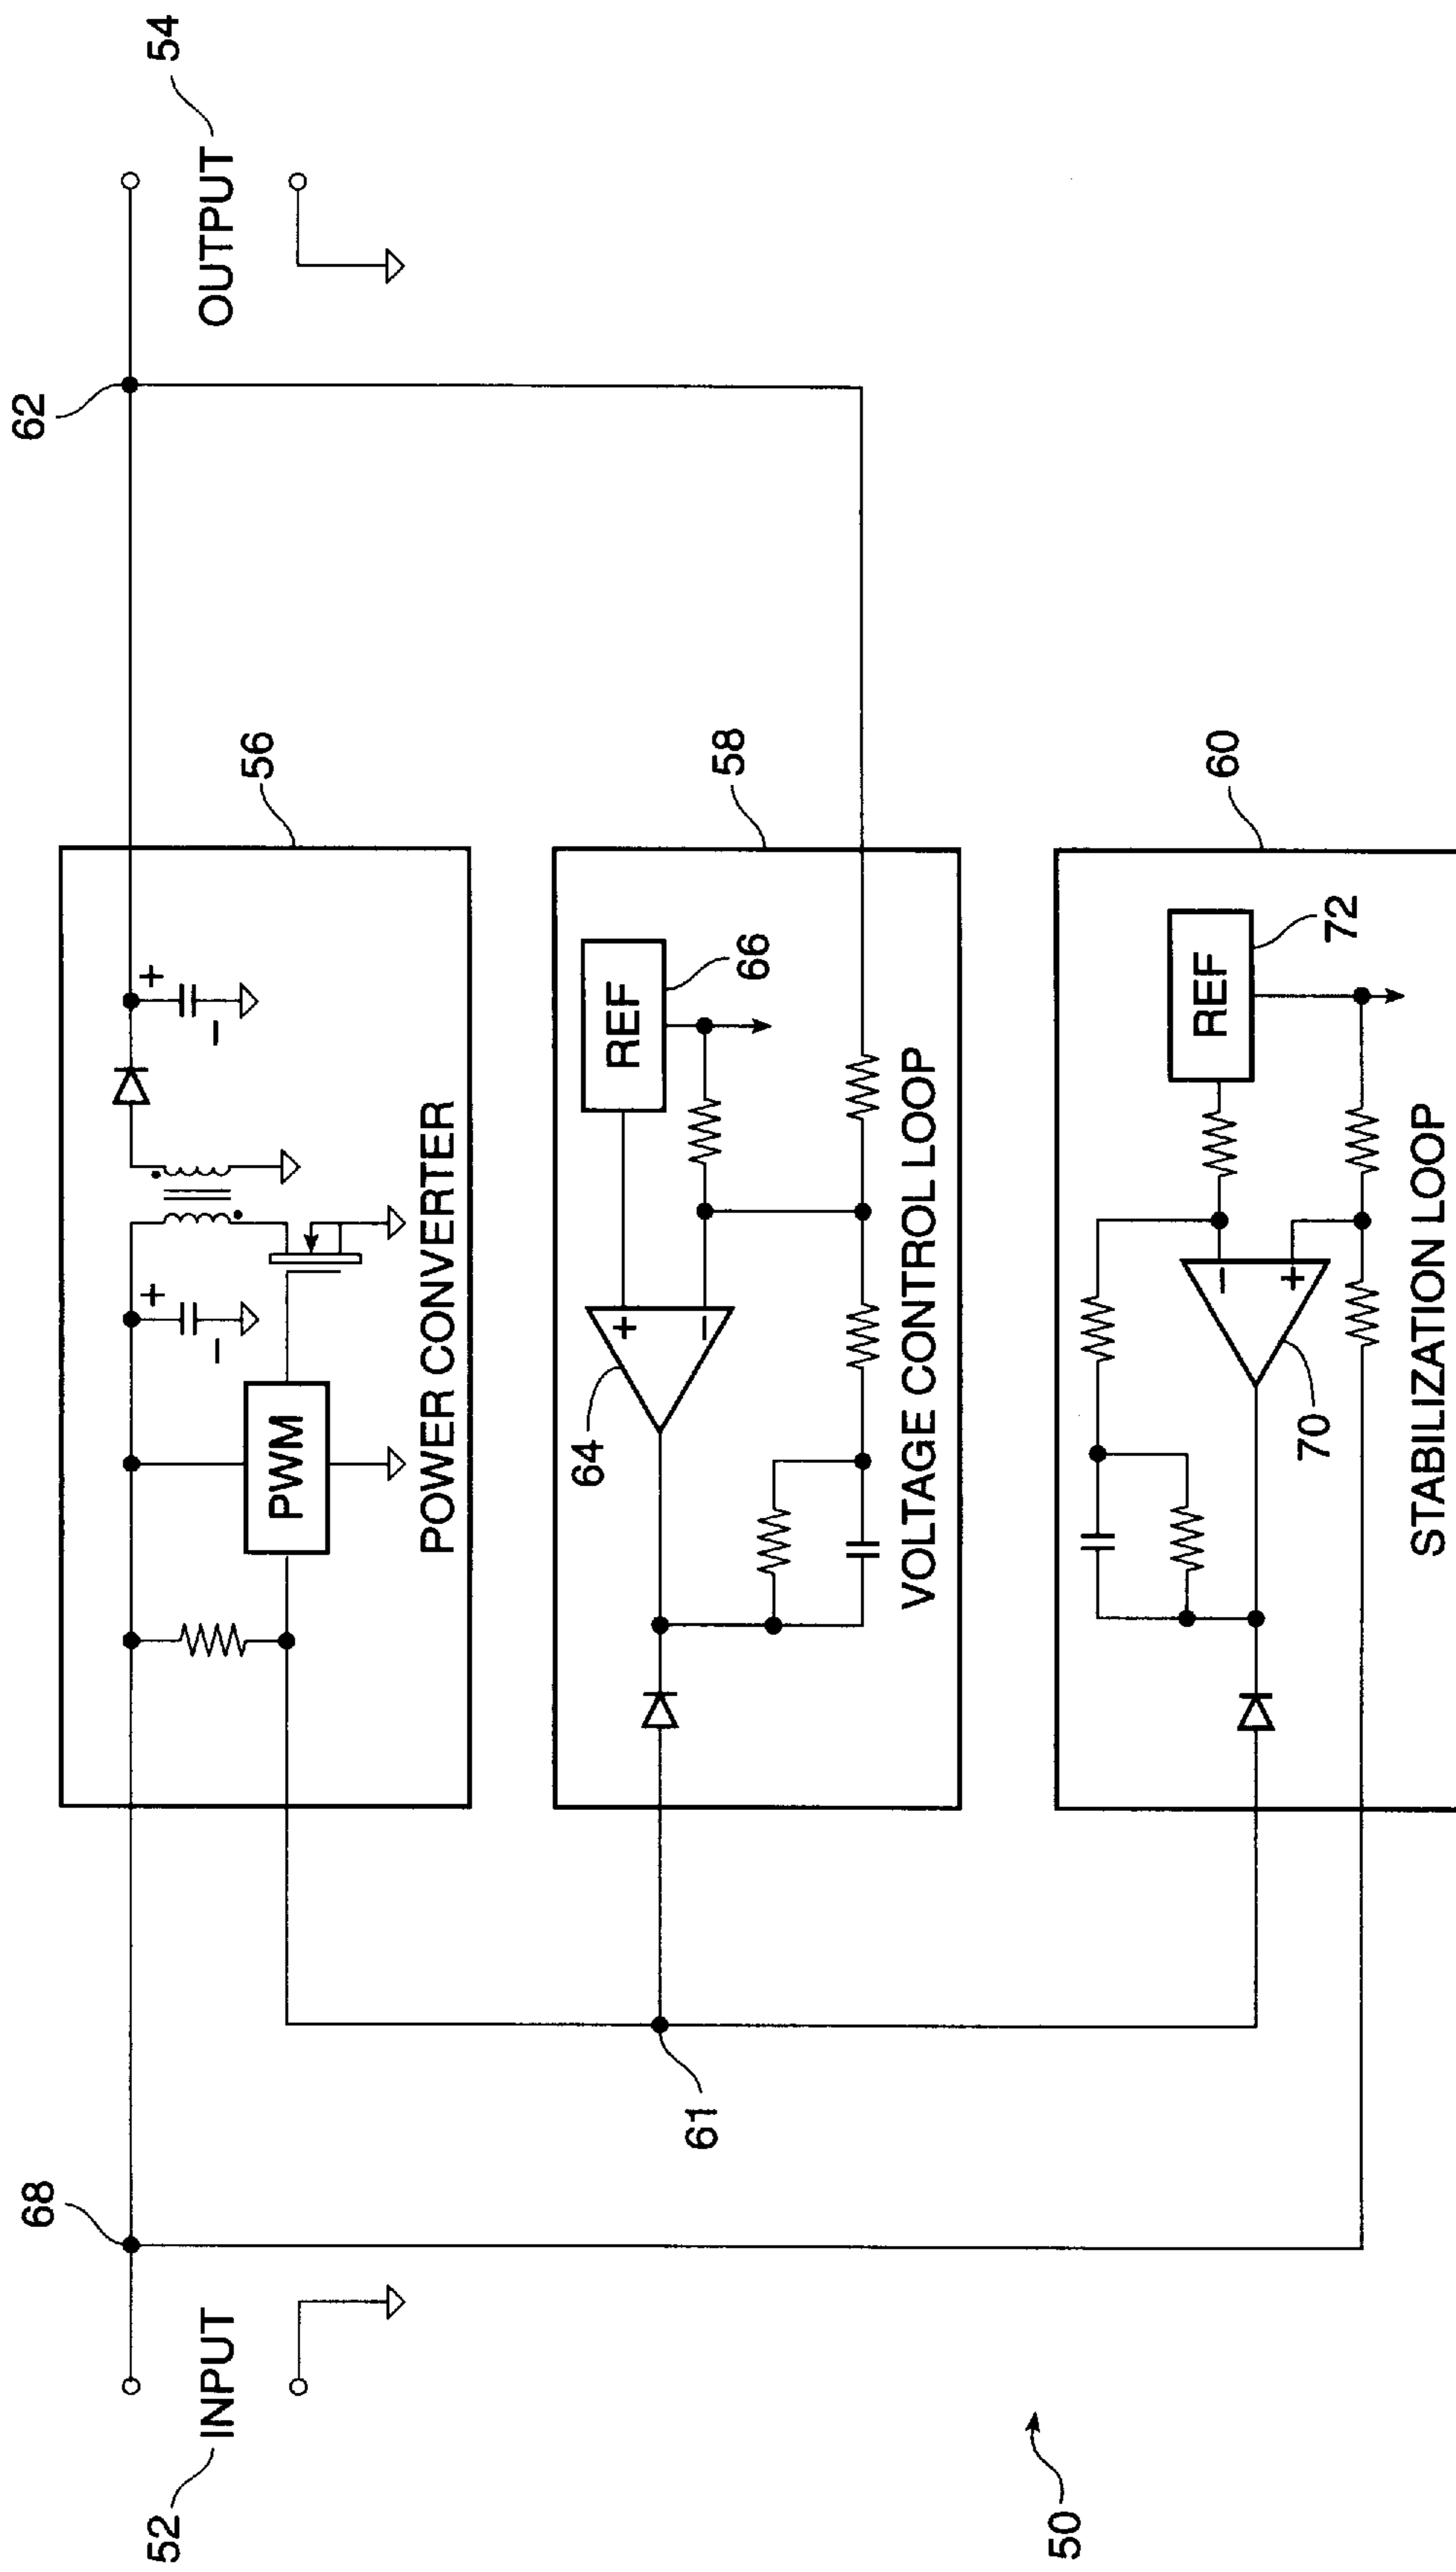 54
OUTPUT
62
56
+
−
+
−
PWM
POWER CONVERTER
58
REF
66
+
−
64
VOLTAGE CONTROL LOOP
60
REF
72
−
+
70
STABILIZATION LOOP
61
68
INPUT
52
50